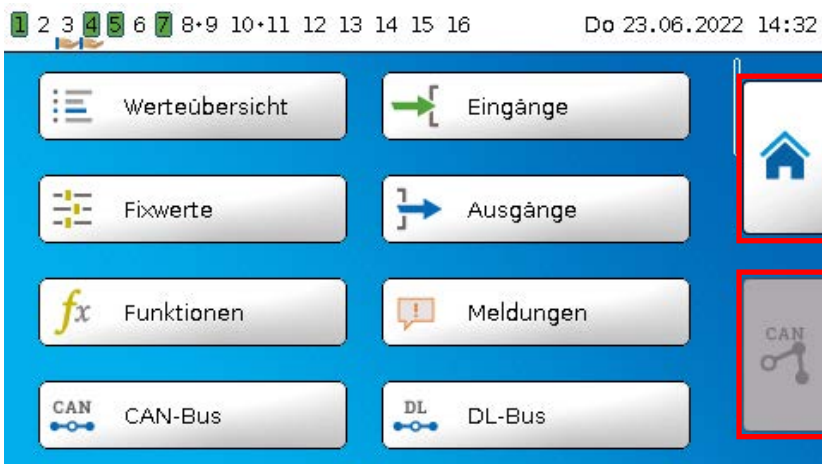 1 2 3 4 5 6 7 8•9 10•11 12 13 14 15 16 Do 23.06.2022 14:32
Werteübersicht Eingänge
Fixwerte Ausgänge
fx Funktionen ! Meldungen
CAN
CAN CAN-Bus DL DL-Bus